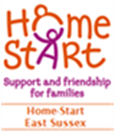 HOME
START
Support and friendship
for families
Home-Start
East Sussex